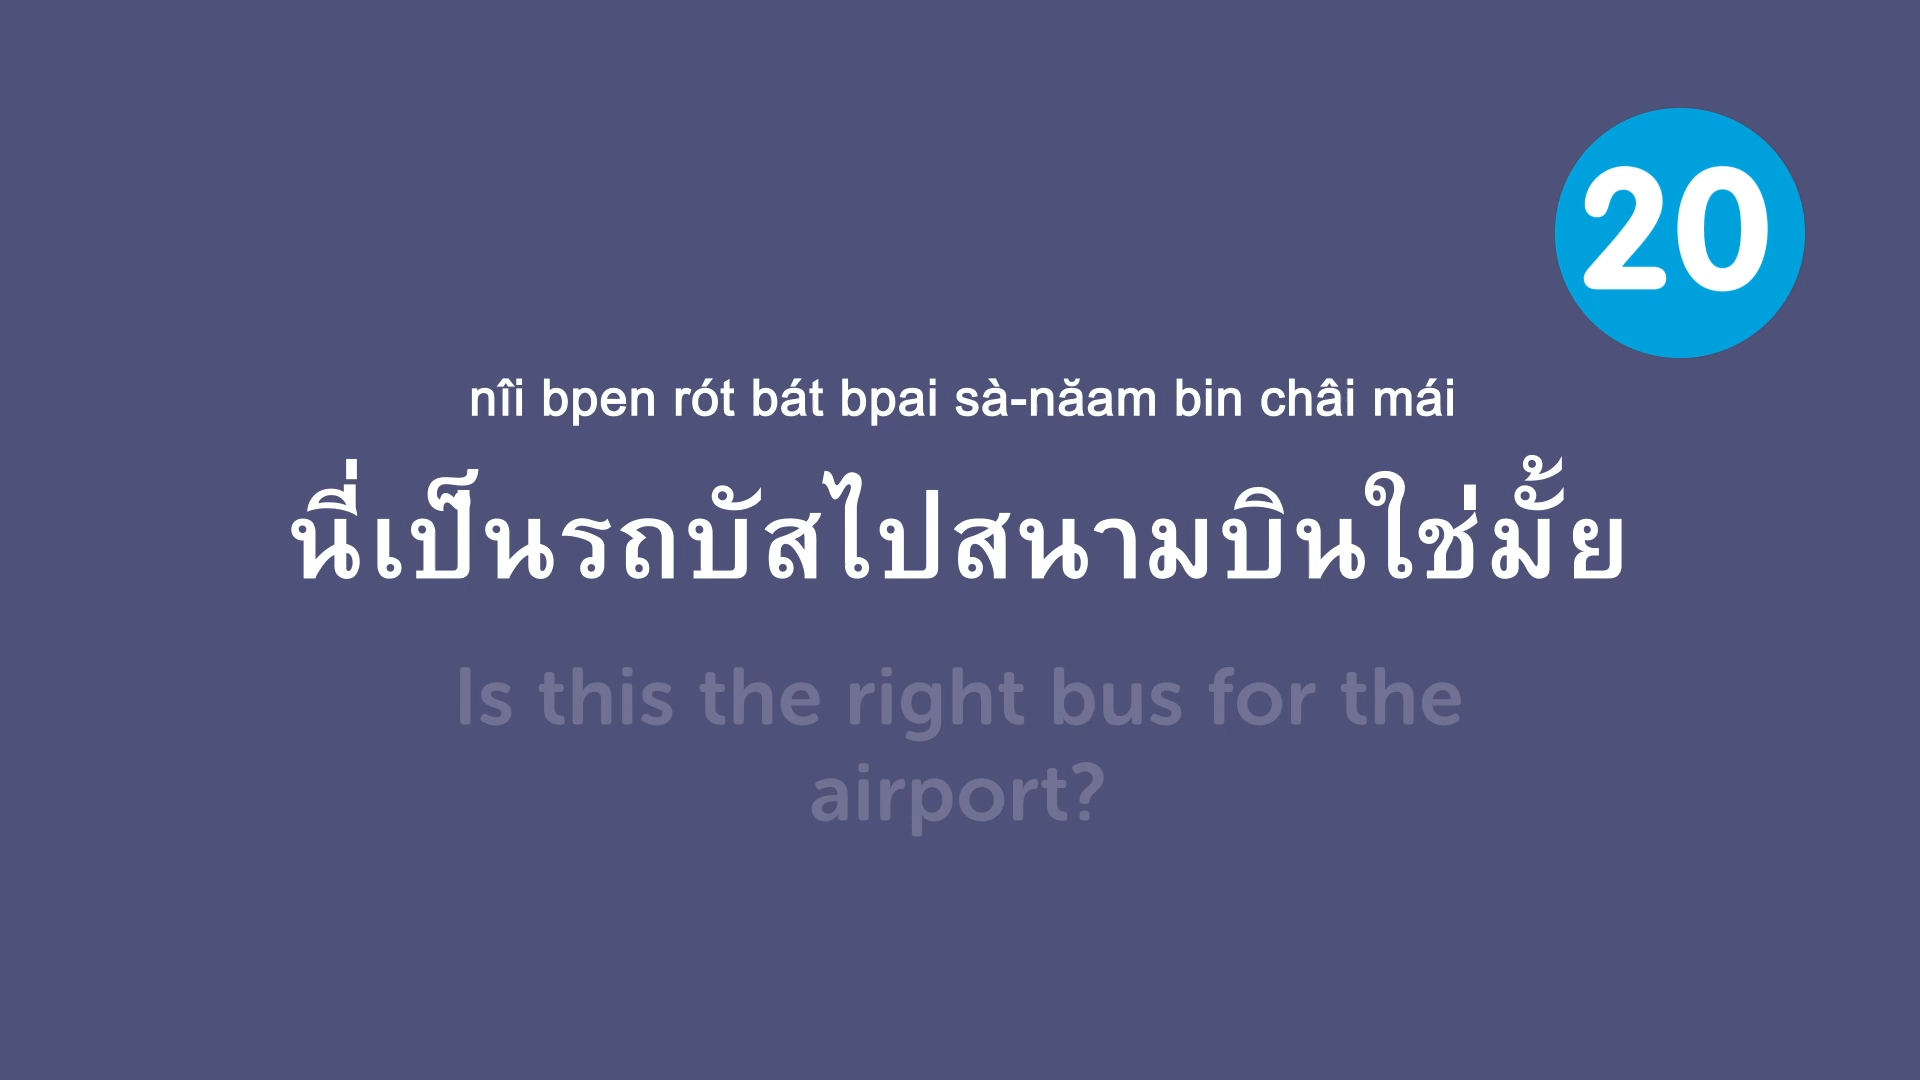 20
nîi bpen rót bát bpai sà-năam bin châi mái
นี่เป็นรถบัสไปสนามบินใช่มั้ย
Is this the right bus for the
airport?